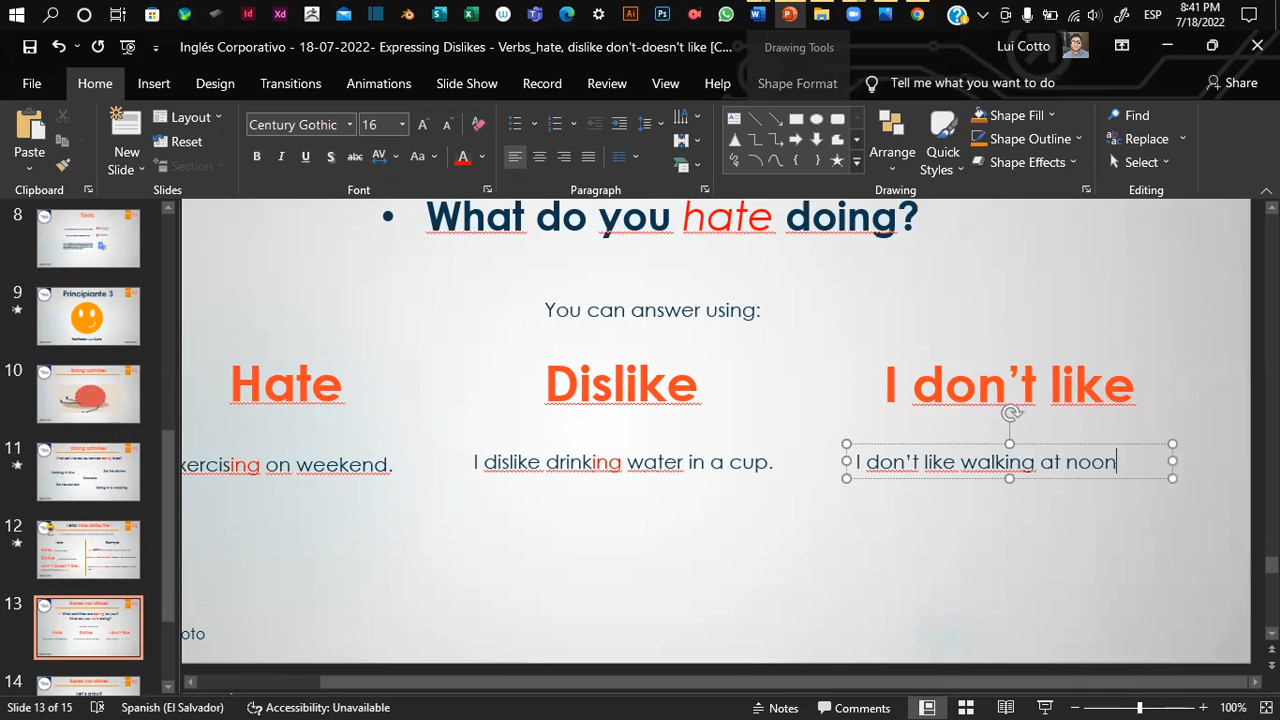 8:41 PM
ESP
7/18/2022
Inglés Corporativo - 18-07-2022- Expressing Dislikes - Verbs_hate, dislike don't-doesn't like [C...
Drawing Tools
Lui Cotto
File
Home
Insert
Design
Transitions
Animations
Slide Show
Record
Review
View
Help
Shape Format
Tell me what you want to do
Share
Paste
New Slide
Layout
Reset
Century Gothic
16
Arrange
Quick Styles
Shape Fill
Shape Outline
Shape Effects
Find
Replace
Select
Clipboard
Slides
Font
Paragraph
Drawing
Editing
8
9
Principiante 3
10
11
12
13
14
• What do you hate doing?
You can answer using:
Hate
Dislike
I don't like
xercising on weekend.
I dislike drinking water in a cup.
I don't like walking at noon
oto
Slide 13 of 15
Spanish (El Salvador)
Accessibility: Unavailable
Notes
Comments
100%